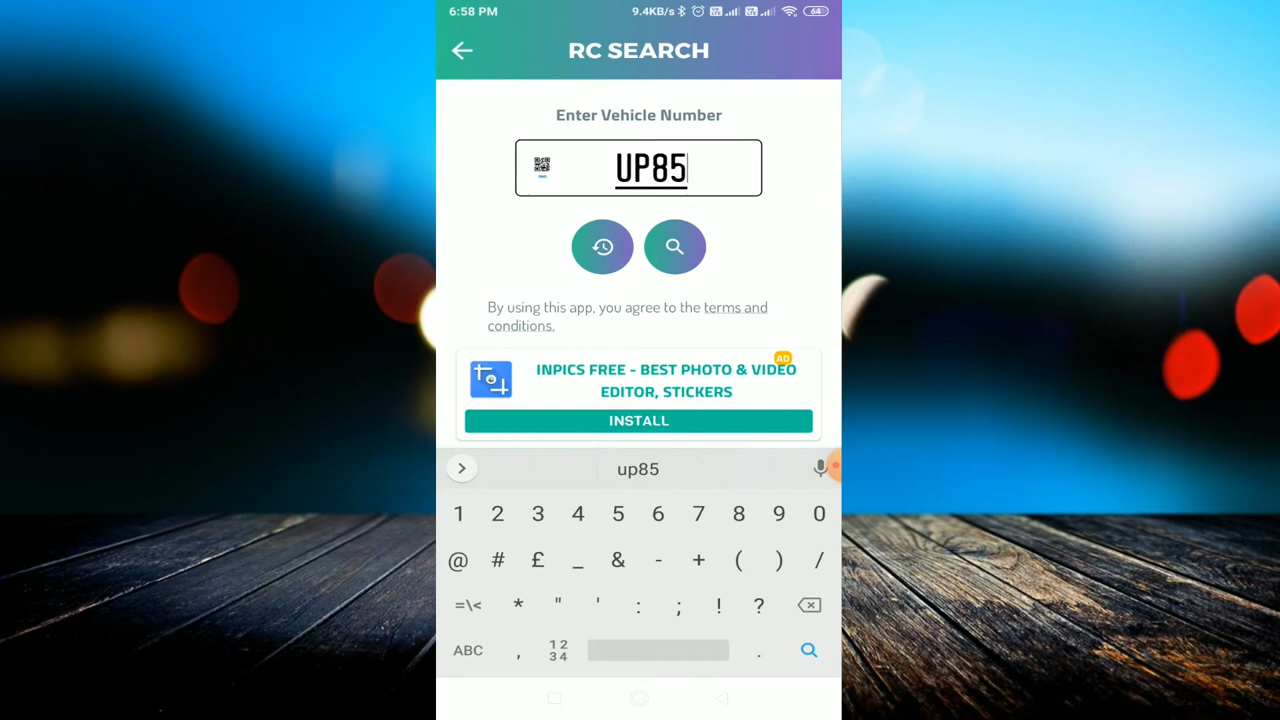 6:58 PM
9.4KB/s
64
RC SEARCH
Enter Vehicle Number
UP85
By using this app, you agree to the terms and
conditions.
AD
INPICS FREE - BEST PHOTO & VIDEO
EDITOR, STICKERS
INSTALL
up85
1 2 3 4 5 6 7 8 9 0
@ # £ _ & - + ( ) /
=\< * " ' : ; ! ?
ABC , 12 34 .